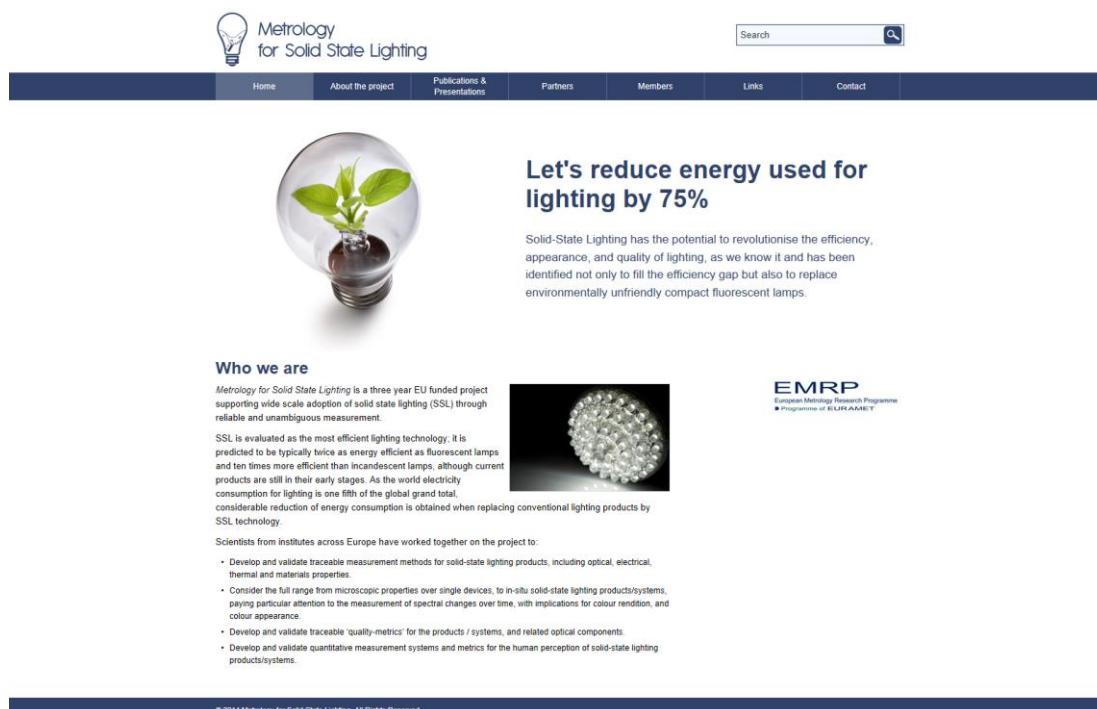 Metrology
for Solid State Lighting
Search
Home
About the project
Publications &
Presentations
Partners
Members
Links
Contact
Let's reduce energy used for
lighting by 75%
Solid-State Lighting has the potential to revolutionise the efficiency,
appearance, and quality of lighting, as we know it and has been
identified not only to fill the efficiency gap but also to replace
environmentally unfriendly compact fluorescent lamps.
Who we are
Metrology for Solid State Lighting is a three year EU funded project
supporting wide scale adoption of solid state lighting (SSL) through
reliable and unambiguous measurement.
SSL is evaluated as the most efficient lighting technology; it is
predicted to be typically twice as energy efficient as fluorescent lamps
and ten times more efficient than incandescent lamps, although current
products are still in their early stages. As the world electricity
consumption for lighting is one fifth of the global grand total,
considerable reduction of energy consumption is obtained when replacing conventional lighting products by
SSL technology.
EMRP
European Metrology Research Programme
Programme of EURAMET
Scientists from institutes across Europe have worked together on the project to:
• Develop and validate traceable measurement methods for solid-state lighting products, including optical, electrical,
thermal and materials properties.
• Consider the full range from microscopic properties over single devices, to in-situ solid-state lighting products/systems,
paying particular attention to the measurement of spectral changes over time, with implications for colour rendition, and
colour appearance.
• Develop and validate traceable 'quality-metrics' for the products / systems, and related optical components.
• Develop and validate quantitative measurement systems and metrics for the human perception of solid-state lighting
products/systems.